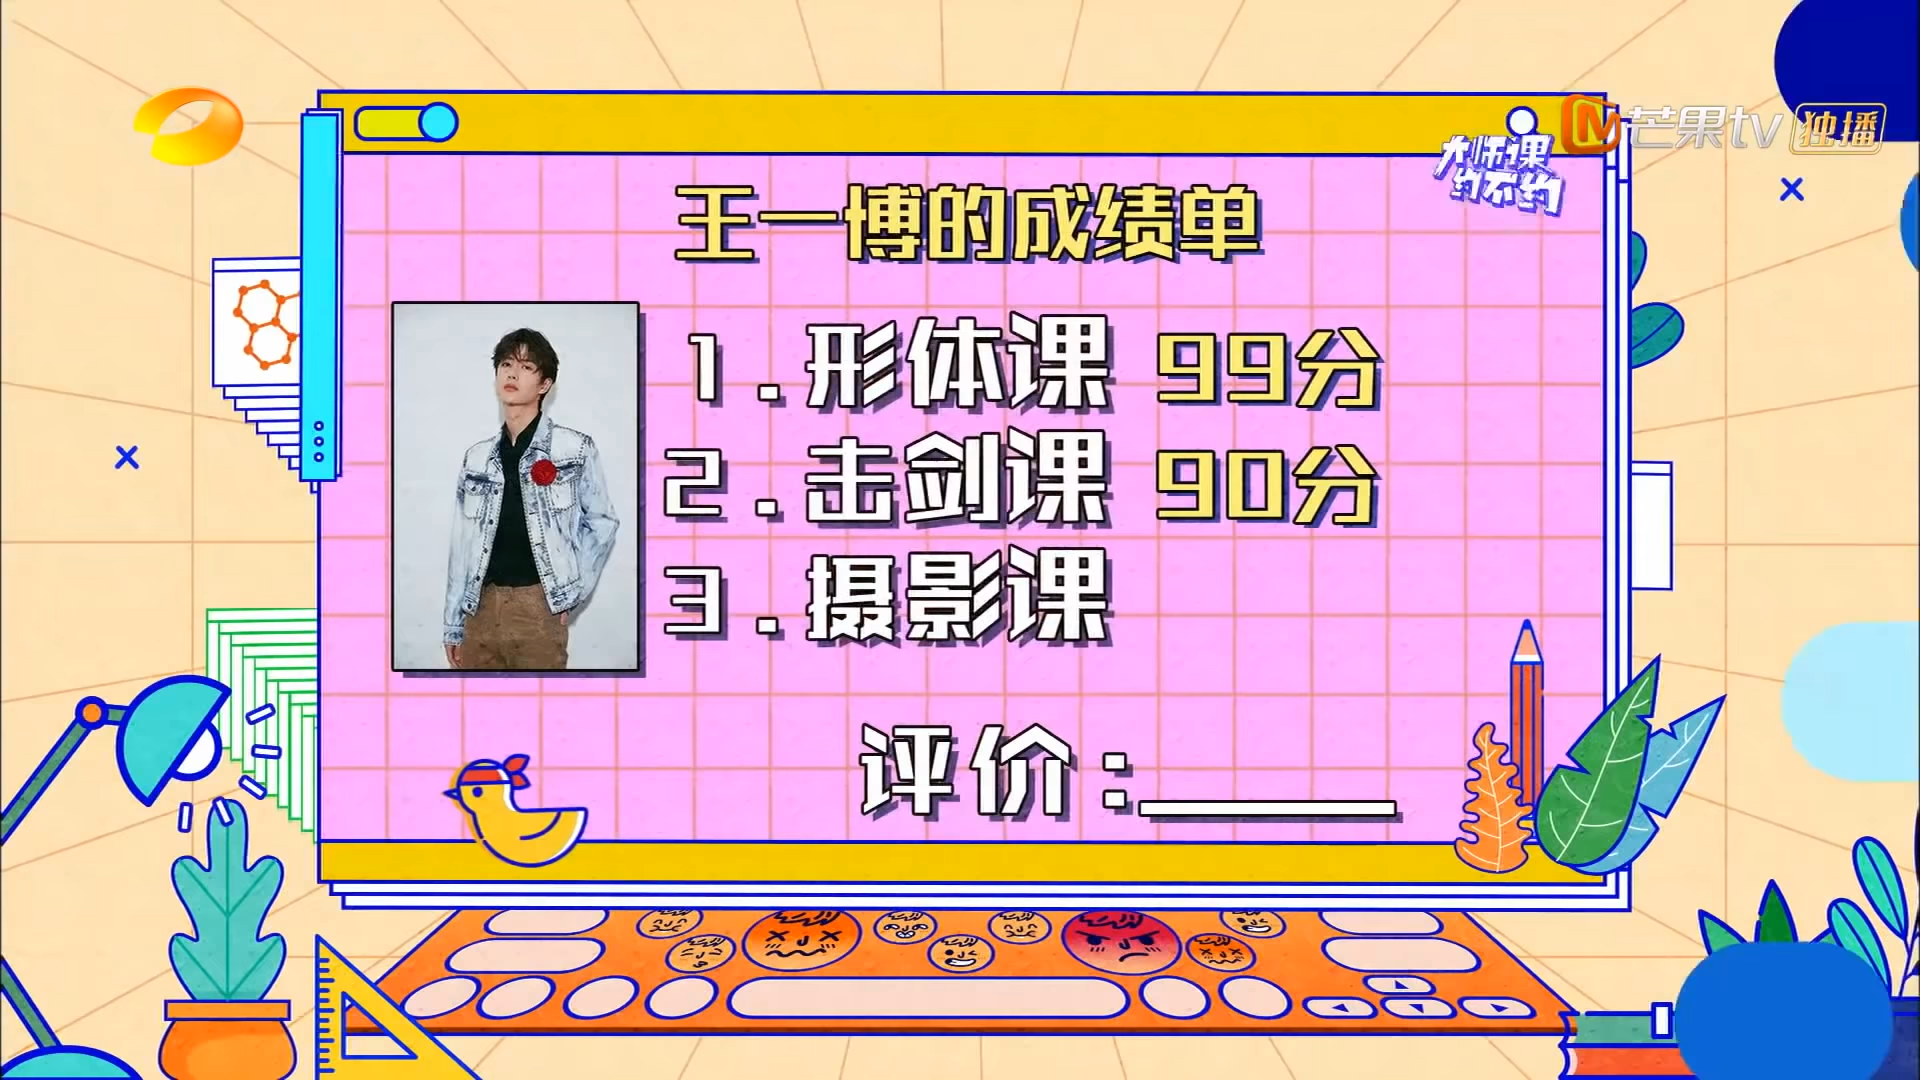 芒果tv 独播
大师课
约不约
王一博的成绩单
1.形体课 99分
2.击剑课 90分
3.摄影课
评价: